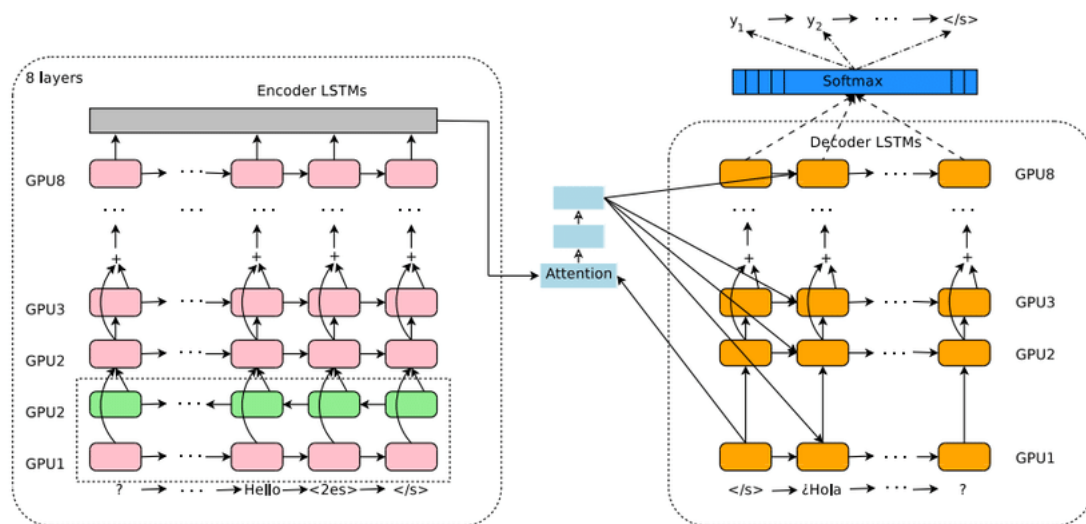 y1 y2 ... </s>
8 layers
Encoder LSTMs
Softmax
Decoder LSTMs
GPU8
GPU8
... ... ... ... ...
... ... ...
+ + + +
+ + +
Attention
GPU3 ...
... GPU3
GPU2 ...
... GPU2
GPU2 ...
GPU1 ...
... GPU1
? ... Hello <2es> </s>
</s> ¿Hola ... ?